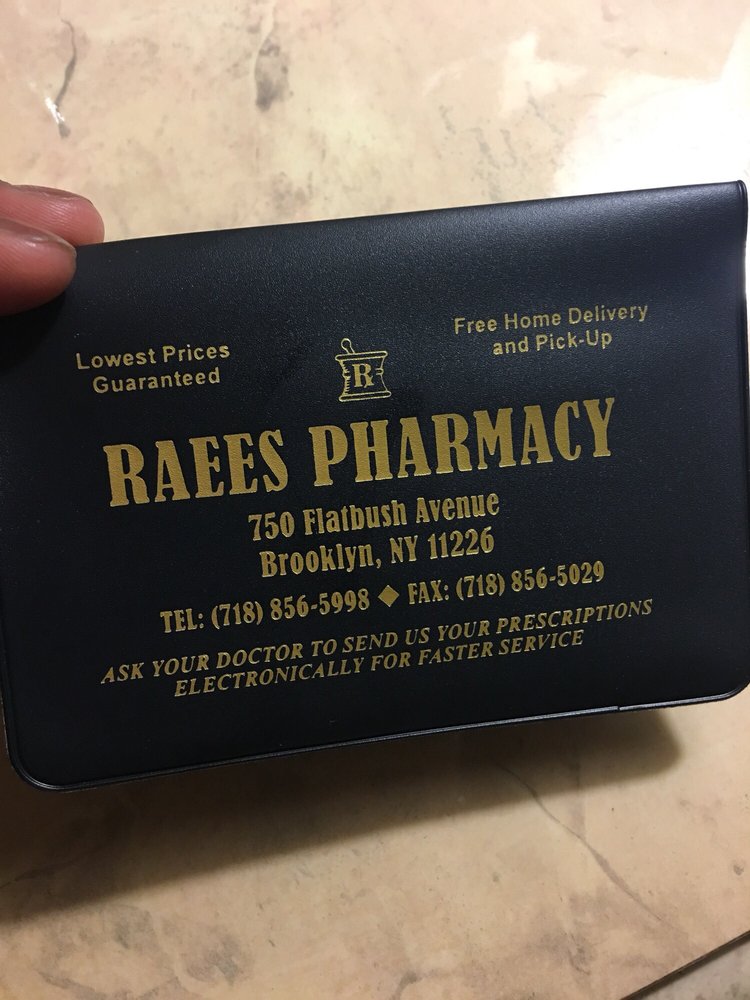 Lowest Prices
Guaranteed
Free Home Delivery
and Pick-Up
R
RAEES PHARMACY
750 Flatbush Avenue
Brooklyn, NY 11226
TEL: (718) 856-5998 ◆ FAX: (718) 856-5029
ASK YOUR DOCTOR TO SEND US YOUR PRESCRIPTIONS
ELECTRONICALLY FOR FASTER SERVICE